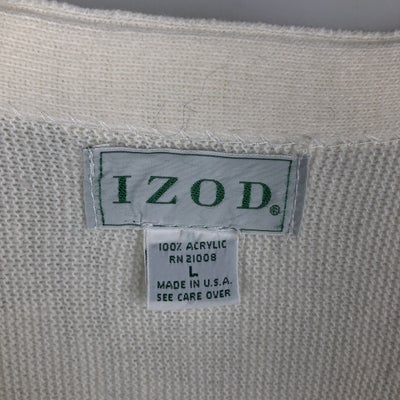 IZOD®
100% ACRYLIC
RN 21008
L
MADE IN U.S.A.
SEE CARE OVER